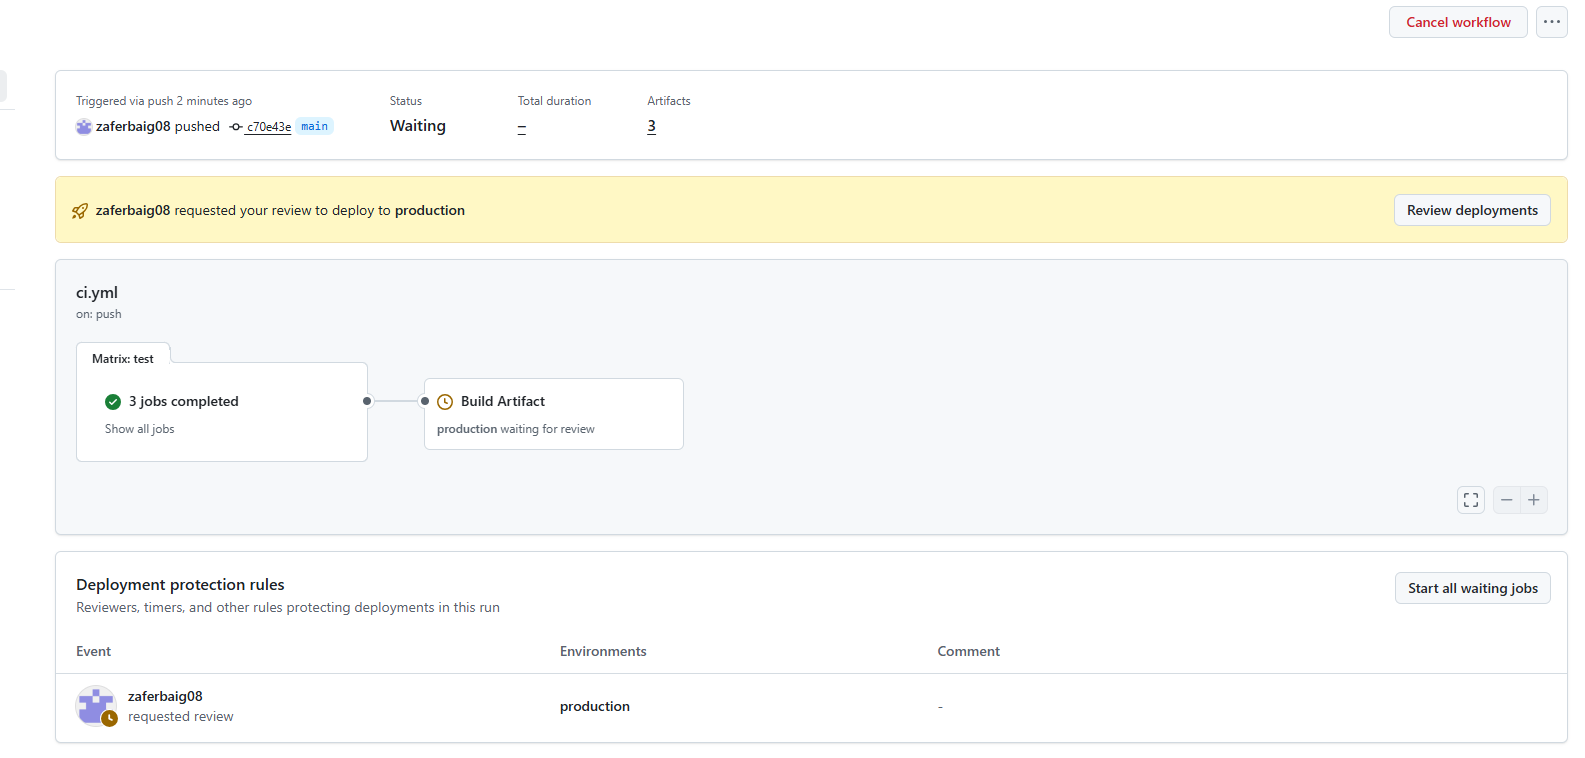 Cancel workflow
Triggered via push 2 minutes ago
zaferbaig08 pushed c70e43e main
Status
Waiting
Total duration
–
Artifacts
3
zaferbaig08 requested your review to deploy to production
Review deployments
ci.yml
on: push
Matrix: test
3 jobs completed
Show all jobs
Build Artifact
production waiting for review
Deployment protection rules
Reviewers, timers, and other rules protecting deployments in this run
Start all waiting jobs
Event Environments Comment
zaferbaig08
requested review
production
-